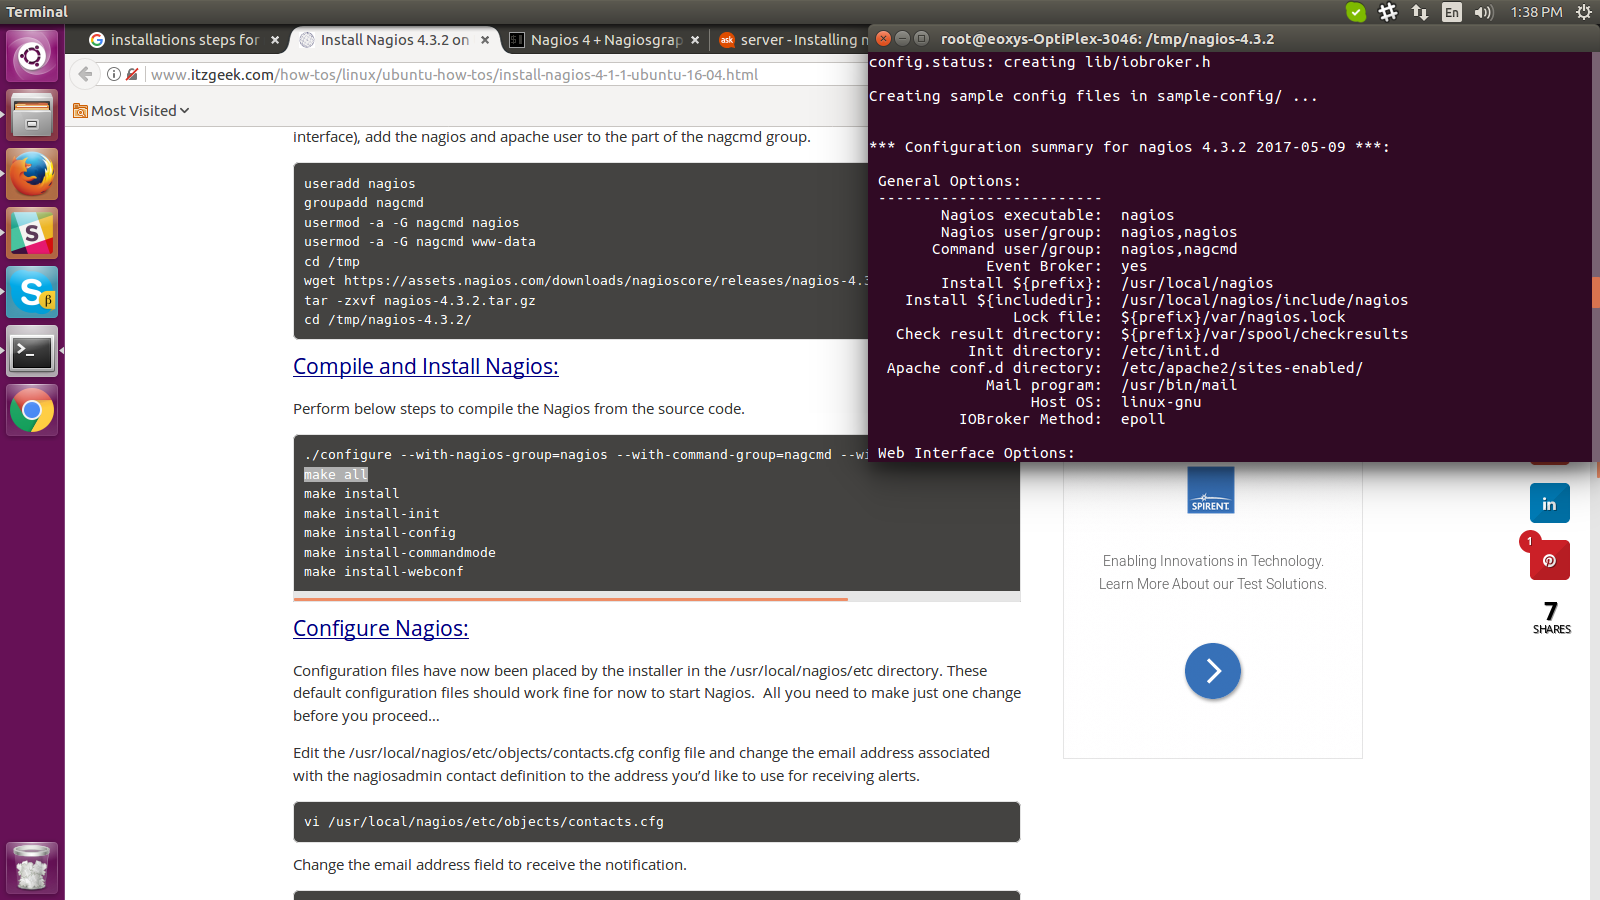 Terminal
En
1:38 PM
installations steps for
Install Nagios 4.3.2 on
Nagios 4 + Nagiosgrap
ask
server - Installing n
www.itzgeek.com/how-tos/linux/ubuntu-how-tos/install-nagios-4-1-1-ubuntu-16-04.html
Most Visited
interface), add the nagios and apache user to the part of the nagcmd group.
useradd nagios
groupadd nagcmd
usermod -a -G nagcmd nagios
usermod -a -G nagcmd www-data
cd /tmp
wget https://assets.nagios.com/downloads/nagioscore/releases/nagios-4.3
tar -zxvf nagios-4.3.2.tar.gz
cd /tmp/nagios-4.3.2/
Compile and Install Nagios:
Perform below steps to compile the Nagios from the source code.
./configure --with-nagios-group=nagios --with-command-group=nagcmd --wi
make all
make install
make install-init
make install-config
make install-commandmode
make install-webconf
Configure Nagios:
Configuration files have now been placed by the installer in the /usr/local/nagios/etc directory. These
default configuration files should work fine for now to start Nagios.  All you need to make just one change
before you proceed...
Edit the /usr/local/nagios/etc/objects/contacts.cfg config file and change the email address associated
with the nagiosadmin contact definition to the address you’d like to use for receiving alerts.
vi /usr/local/nagios/etc/objects/contacts.cfg
Change the email address field to receive the notification.
root@eoxys-OptiPlex-3046: /tmp/nagios-4.3.2
config.status: creating lib/iobroker.h
Creating sample config files in sample-config/ ...
*** Configuration summary for nagios 4.3.2 2017-05-09 ***:
General Options:
-------------------------
Nagios executable:  nagios
Nagios user/group:  nagios,nagios
Command user/group:  nagios,nagcmd
Event Broker:  yes
Install ${prefix}:  /usr/local/nagios
Install ${includedir}:  /usr/local/nagios/include/nagios
Lock file:  ${prefix}/var/nagios.lock
Check result directory:  ${prefix}/var/spool/checkresults
Init directory:  /etc/init.d
Apache conf.d directory:  /etc/apache2/sites-enabled/
Mail program:  /usr/bin/mail
Host OS:  linux-gnu
IOBroker Method:  epoll
Web Interface Options:
SPIRENT
Enabling Innovations in Technology.
Learn More About our Test Solutions.
in
1
7
SHARES